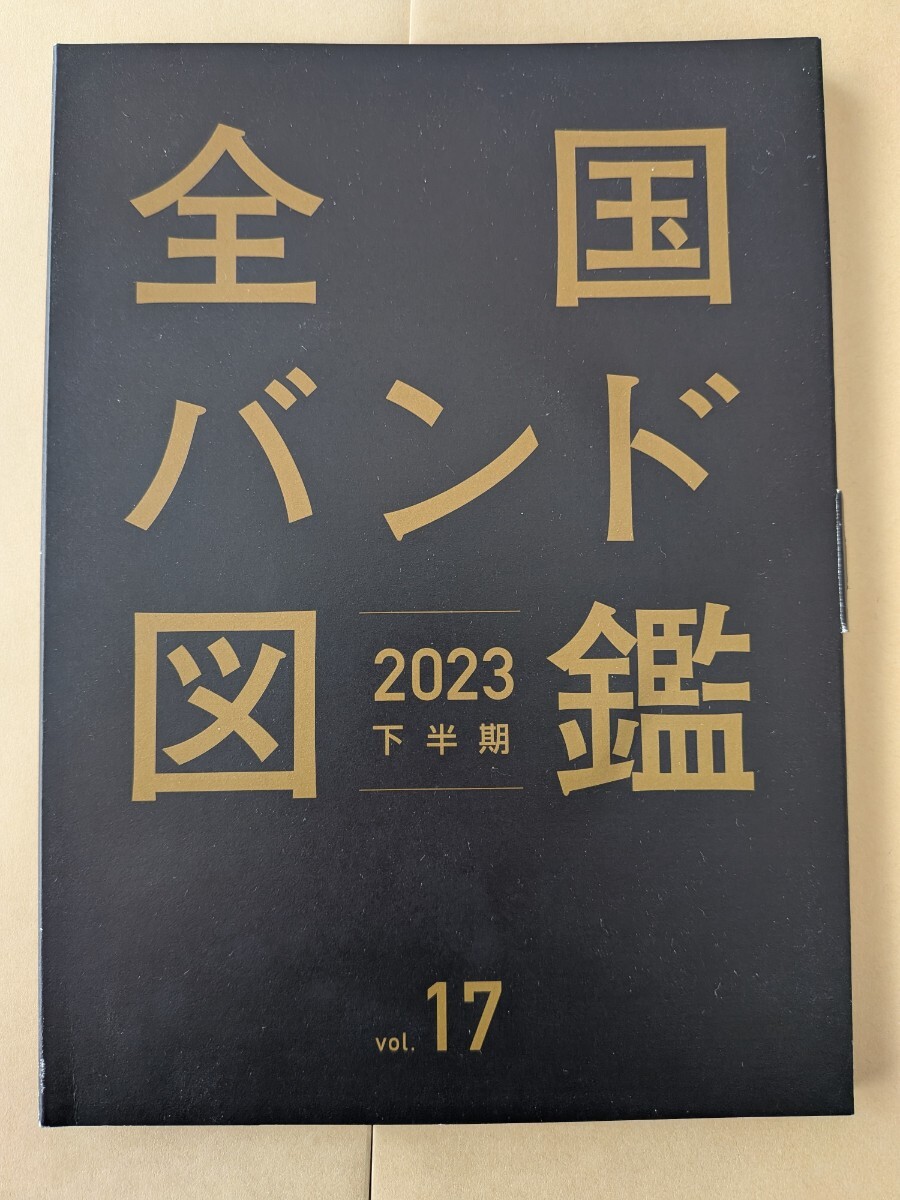 全国
バンド
図鑑
2023
下半期
vol. 17